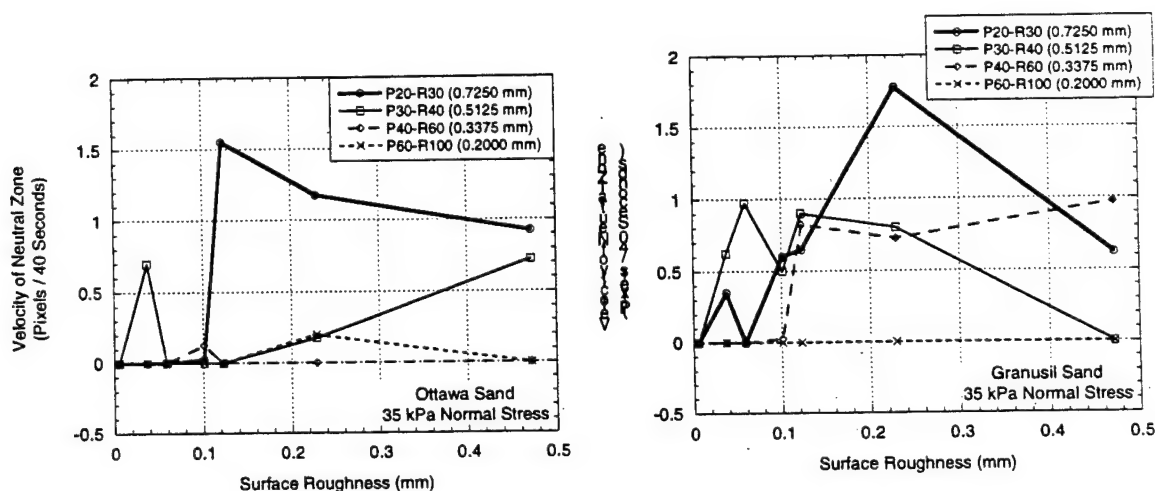 2
1.5
1
0.5
0
-0.5
Velocity of Neutral Zone
(Pixels / 40 Seconds)
P20-R30 (0.7250 mm)
P30-R40 (0.5125 mm)
P40-R60 (0.3375 mm)
P60-R100 (0.2000 mm)
Ottawa Sand
35 kPa Normal Stress
0
0.1
0.2
0.3
0.4
0.5
Surface Roughness (mm)
P20-R30 (0.7250 mm)
P30-R40 (0.5125 mm)
P40-R60 (0.3375 mm)
P60-R100 (0.2000 mm)
2
1.5
1
0.5
0
-0.5
Granusil Sand
35 kPa Normal Stress
0
0.1
0.2
0.3
0.4
0.5
Surface Roughness (mm)